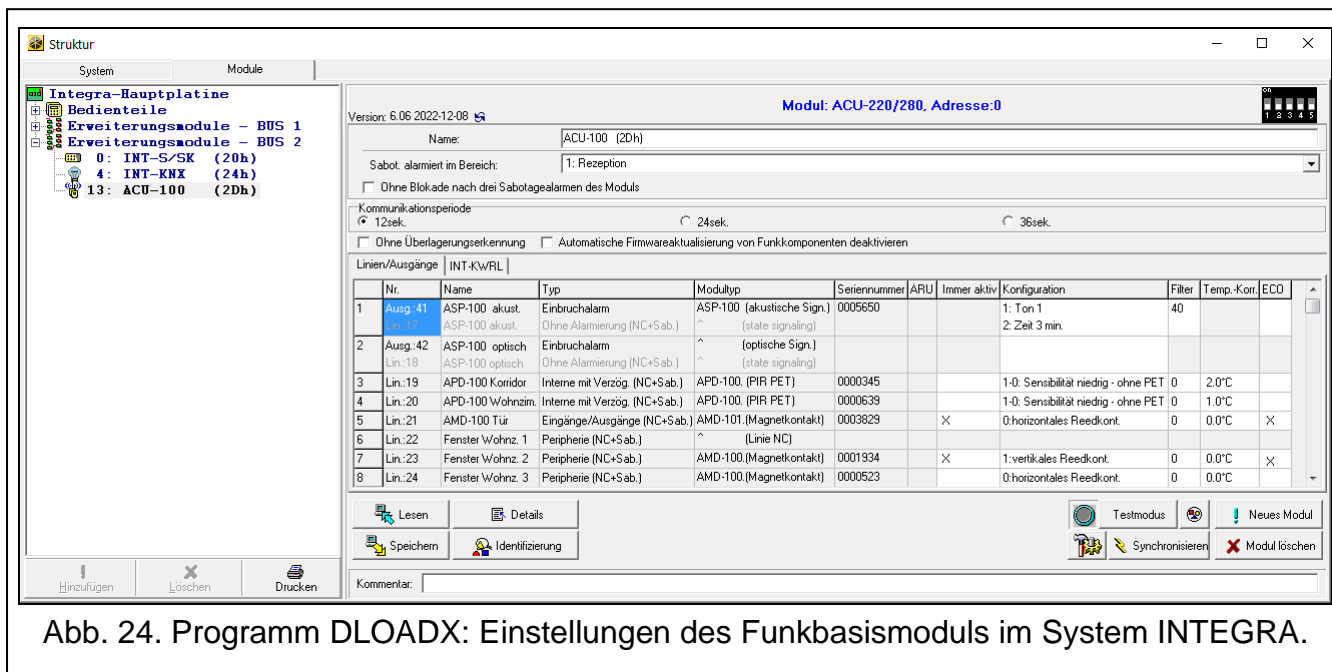 Struktur
System Module
Integra-Hauptplatine
Bedienteile
Erweiterungsmodule - BUS 1
Erweiterungsmodule - BUS 2
0: INT-S/SK (20h)
4: INT-KNX (24h)
13: ACU-100 (2Dh)
Hinzufügen Löschen Drucken
Modul: ACU-220/280, Adresse:0
on
1 2 3 4 5
Version: 6.06 2022-12-08
Name: ACU-100 (2Dh)
Sabot. alarmiert im Bereich: 1: Rezeption
Ohne Blokade nach drei Sabotagealarmen des Moduls
Kommunikationsperiode
12sek. 24sek. 36sek.
Ohne Überlagerungserkennung Automatische Firmwareaktualisierung von Funkkomponenten deaktivieren
Linien/Ausgänge INT-KWRL
Nr. Name Typ Modultyp Seriennummer ARU Immer aktiv Konfiguration Filter Temp.-Korr. ECO
1 Ausg.:41 ASP-100 akust. Einbruchalarm ASP-100 (akustische Sign.) 0005650 1: Ton 1 40
Lin.:17 ASP-100 akust. Ohne Alarmierung (NC+Sab.) ^ (state signaling) 2: Zeit 3 min.
2 Ausg.:42 ASP-100 optisch Einbruchalarm ^ (optische Sign.)
Lin.:18 ASP-100 optisch Ohne Alarmierung (NC+Sab.) ^ (state signaling)
3 Lin.:19 APD-100 Korridor Interne mit Verzög. (NC+Sab.) APD-100. (PIR PET) 0000345 1-0: Sensibilität niedrig - ohne PET 0 2.0°C
4 Lin.:20 APD-100 Wohnzim. Interne mit Verzög. (NC+Sab.) APD-100. (PIR PET) 0000639 1-0: Sensibilität niedrig - ohne PET 0 1.0°C
5 Lin.:21 AMD-100 Tür Eingänge/Ausgänge (NC+Sab.) AMD-101.(Magnetkontakt) 0003829 X 0:horizontales Reedkont. 0 0.0°C X
6 Lin.:22 Fenster Wohnz. 1 Peripherie (NC+Sab.) ^ (Linie NC)
7 Lin.:23 Fenster Wohnz. 2 Peripherie (NC+Sab.) AMD-100.(Magnetkontakt) 0001934 X 1:vertikales Reedkont. 0 0.0°C X
8 Lin.:24 Fenster Wohnz. 3 Peripherie (NC+Sab.) AMD-100.(Magnetkontakt) 0000523 0:horizontales Reedkont. 0 0.0°C
Lesen Details Testmodus Neues Modul
Speichern Identifizierung Synchronisieren Modul löschen
Kommentar:
Abb. 24. Programm DLOADX: Einstellungen des Funkbasismoduls im System INTEGRA.